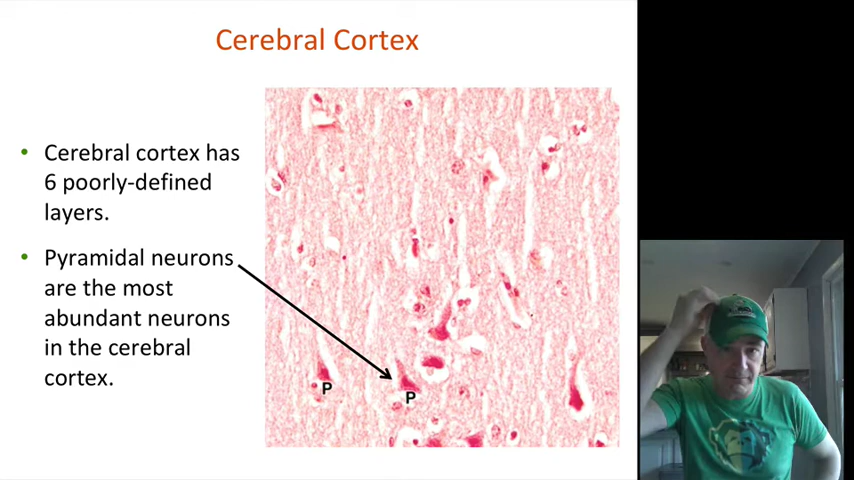 Cerebral Cortex
• Cerebral cortex has
6 poorly-defined
layers.
• Pyramidal neurons
are the most
abundant neurons
in the cerebral
cortex.
P
P